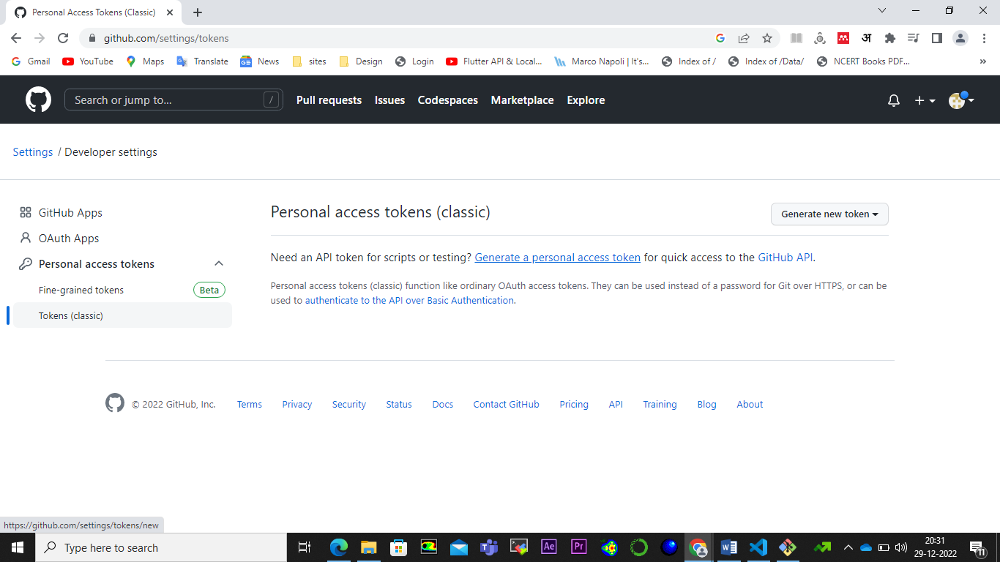 Personal Access Tokens (Classic)
github.com/settings/tokens
अ
Gmail YouTube Maps Translate News sites Design Login Flutter API & Local... Marco Napoli | It's... Index of / Index of /Data/ NCERT Books PDF... »
Search or jump to... / Pull requests Issues Codespaces Marketplace Explore
Settings / Developer settings
GitHub Apps
OAuth Apps
Personal access tokens
Fine-grained tokens Beta
Tokens (classic)
Personal access tokens (classic) Generate new token
Need an API token for scripts or testing? Generate a personal access token for quick access to the GitHub API.
Personal access tokens (classic) function like ordinary OAuth access tokens. They can be used instead of a password for Git over HTTPS, or can be
used to authenticate to the API over Basic Authentication.
© 2022 GitHub, Inc. Terms Privacy Security Status Docs Contact GitHub Pricing API Training Blog About
https://github.com/settings/tokens/new
Type here to search
Ae Pr
20:31
29-12-2022
11